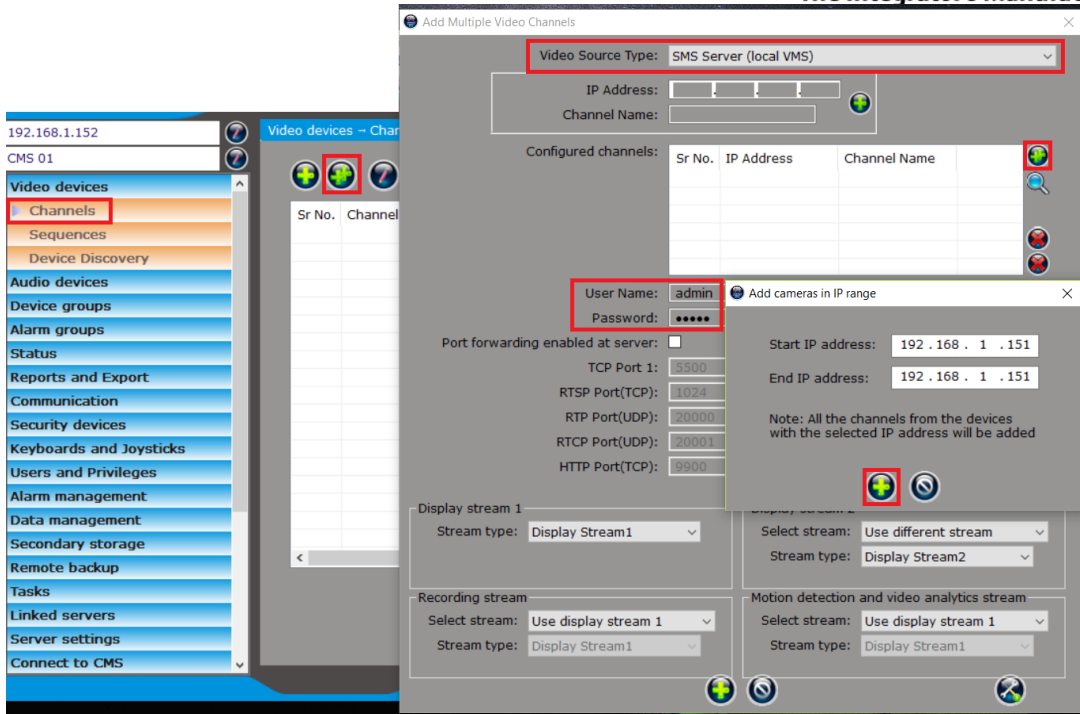 Add Multiple Video Channels
Video Source Type: SMS Server (local VMS)
IP Address:
Channel Name:
192.168.1.152
CMS 01
Video devices
Channels
Sequences
Device Discovery
Audio devices
Device groups
Alarm groups
Status
Reports and Export
Communication
Security devices
Keyboards and Joysticks
Users and Privileges
Alarm management
Data management
Secondary storage
Remote backup
Tasks
Linked servers
Server settings
Connect to CMS
Video devices – Char
Sr No. Channel
Configured channels: Sr No. IP Address Channel Name
User Name: admin
Password: •••••
Port forwarding enabled at server:
TCP Port 1: 5500
RTSP Port(TCP): 1024
RTP Port(UDP): 20000
RTCP Port(UDP): 20001
HTTP Port(TCP): 9900
Add cameras in IP range
Start IP address: 192 . 168 . 1 . 151
End IP address: 192 . 168 . 1 . 151
Note: All the channels from the devices
with the selected IP address will be added
Display stream 1
Stream type: Display Stream1
Select stream: Use different stream
Stream type: Display Stream2
Recording stream
Select stream: Use display stream 1
Stream type: Display Stream1
Motion detection and video analytics stream
Select stream: Use display stream 1
Stream type: Display Stream1